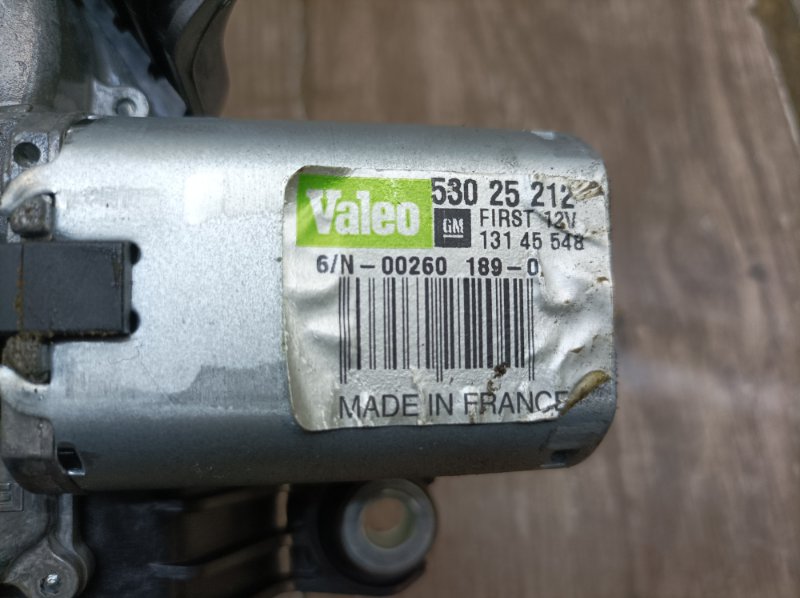 Valeo
530 25 212
GM
FIRST 12V
131 45 548
6/N-00260 189-0
MADE IN FRANCE